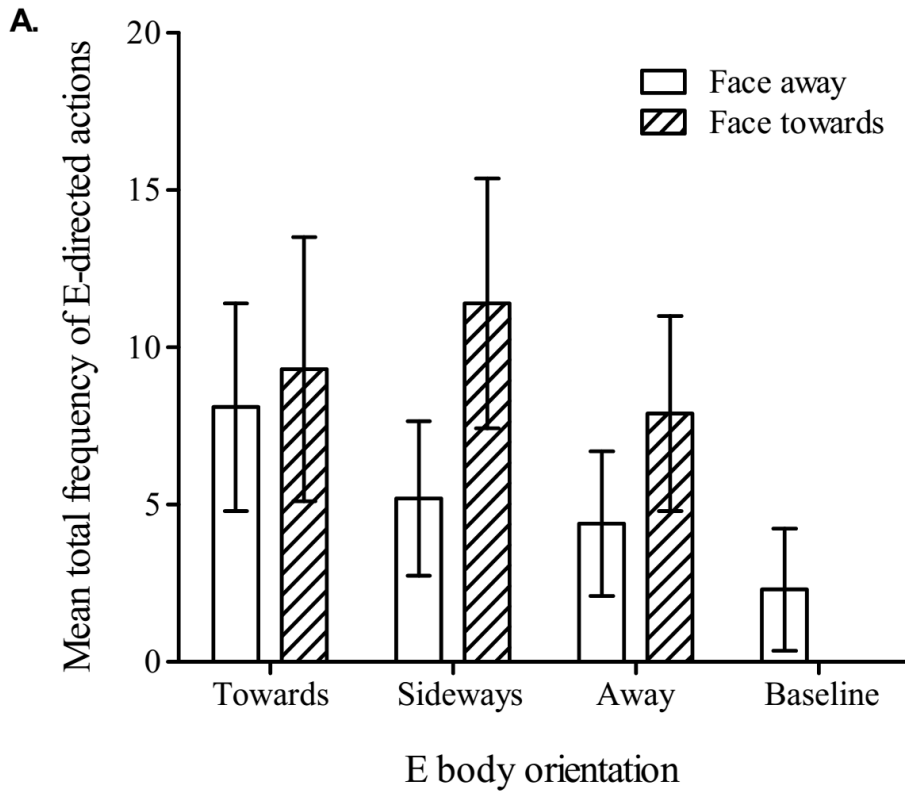 A.
Mean total frequency of E-directed actions
20
15
10
5
0
Face away
Face towards
Towards
Sideways
Away
Baseline
E body orientation